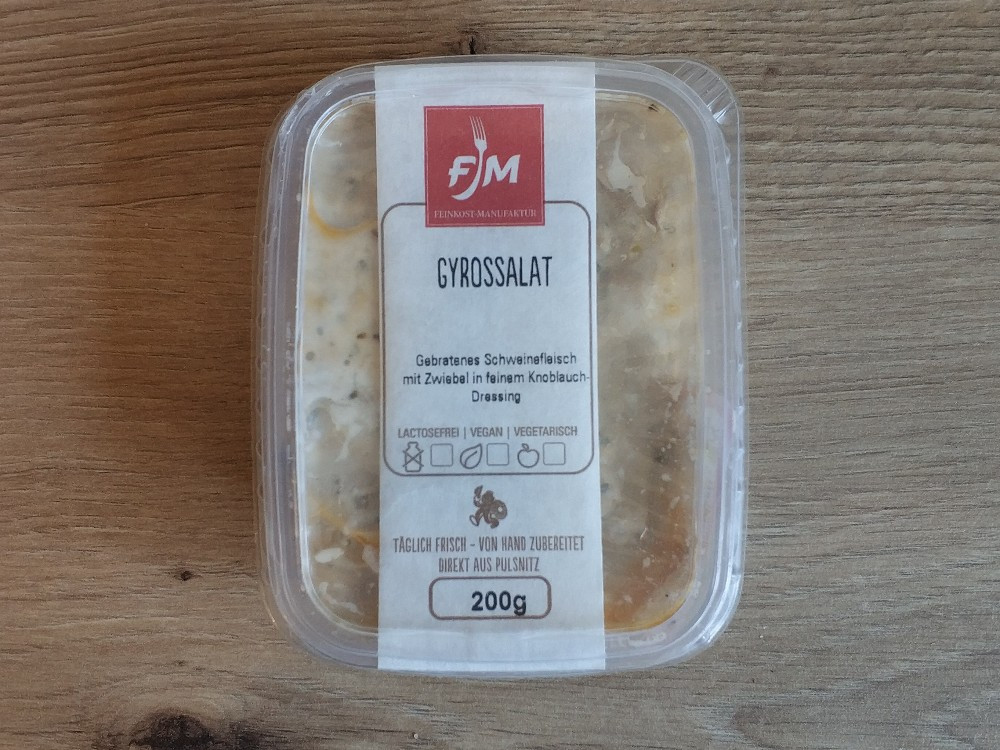 FM
FEINKOST-MANUFAKTUR
GYROSSALAT
Gebratenes Schweinefleisch
mit Zwiebel in feinem Knoblauch-
Dressing
LACTOSEFREI | VEGAN | VEGETARISCH
TÄGLICH FRISCH – VON HAND ZUBEREITET
DIREKT AUS PULSNITZ
200g